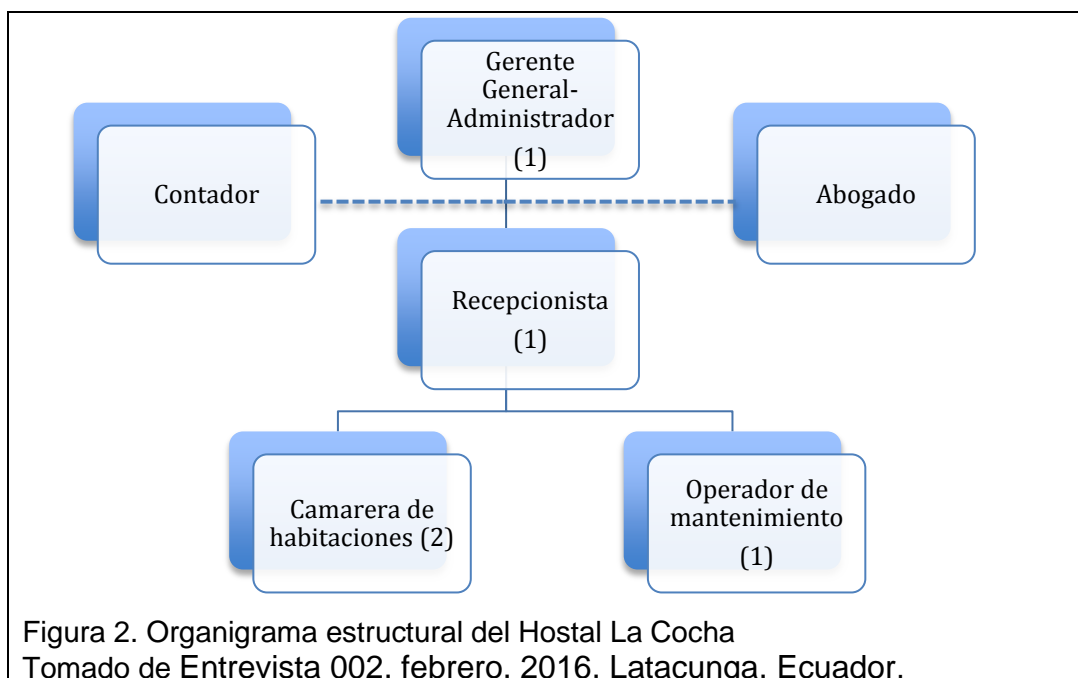 Gerente
General-
Administrador
(1)
Contador
Abogado
Recepcionista
(1)
Camarera de
habitaciones (2)
Operador de
mantenimiento
(1)
Figura 2. Organigrama estructural del Hostal La Cocha
Tomado de Entrevista 002, febrero, 2016, Latacunga, Ecuador.